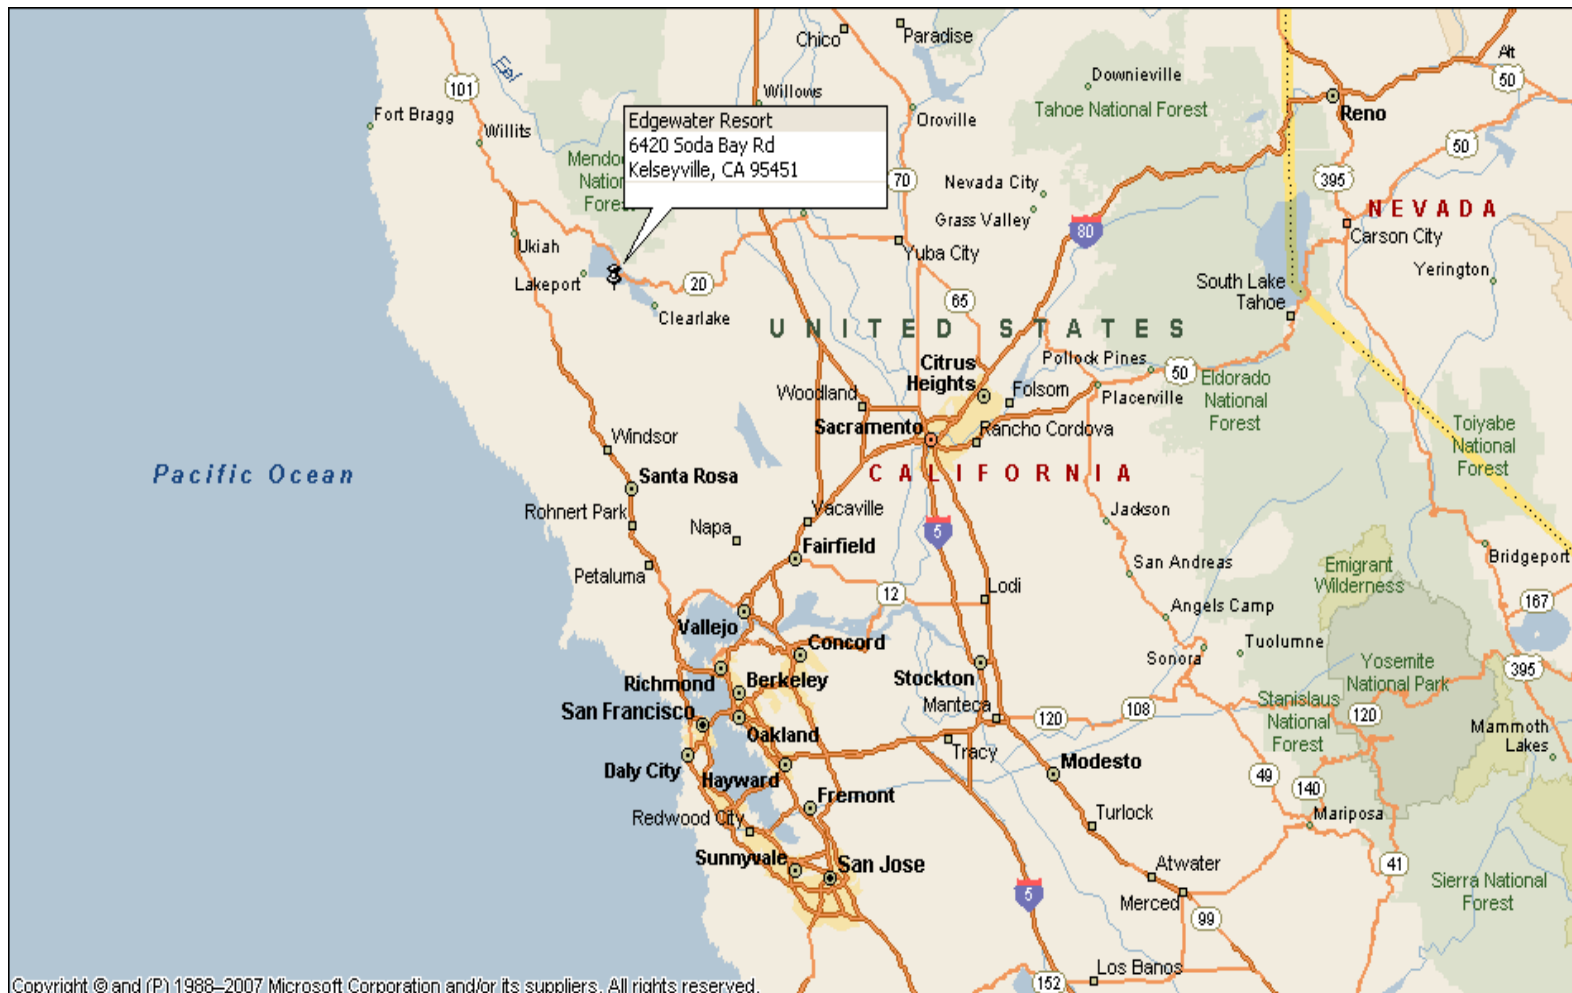 Chico
Paradise
Alt
50
Downieville
Eel
101
Willows
Tahoe National Forest
Reno
Fort Bragg
Willits
Oroville
Edgewater Resort
6420 Soda Bay Rd
Kelseyville, CA 95451
50
70
Nevada City
395
Grass Valley
NEVADA
80
Carson City
Ukiah
Yuba City
Lakeport
20
Yerington
South Lake
Tahoe
65
Clearlake
UNITED STATES
Citrus
Heights
Pollock Pines
50
Eldorado
National
Forest
Woodland
Folsom
Placerville
Toiyabe
National
Forest
Sacramento
Rancho Cordova
Windsor
Pacific Ocean
Santa Rosa
CALIFORNIA
Rohnert Park
Napa
Vacaville
Jackson
5
Fairfield
Bridgeport
Petaluma
San Andreas
Emigrant
Wilderness
12
Lodi
167
Angels Camp
Vallejo
Concord
Tuolumne
Sonora
Richmond
Berkeley
Stockton
Yosemite
National Park
395
San Francisco
Manteca
120
108
Stanislaus
National
Forest
120
Oakland
Tracy
Mammoth
Lakes
Daly City
Hayward
Modesto
49
140
Fremont
Redwood City
Turlock
Mariposa
Sunnyvale
San Jose
Atwater
41
5
Merced
99
Sierra National
Forest
Los Banos
152
Copyright © and (P) 1988–2007 Microsoft Corporation and/or its suppliers. All rights reserved.